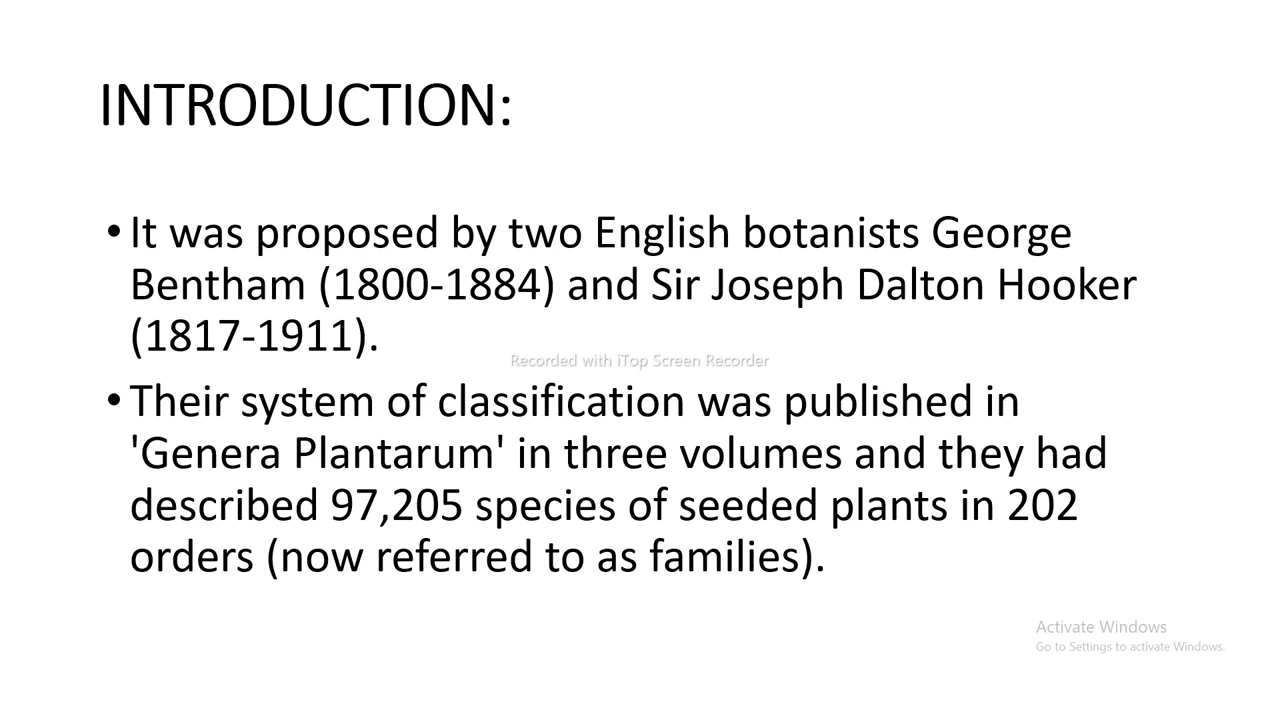 INTRODUCTION:
• It was proposed by two English botanists George
Bentham (1800-1884) and Sir Joseph Dalton Hooker
(1817-1911).
Recorded with iTop Screen Recorder
• Their system of classification was published in
'Genera Plantarum' in three volumes and they had
described 97,205 species of seeded plants in 202
orders (now referred to as families).
Activate Windows
Go to Settings to activate Windows.